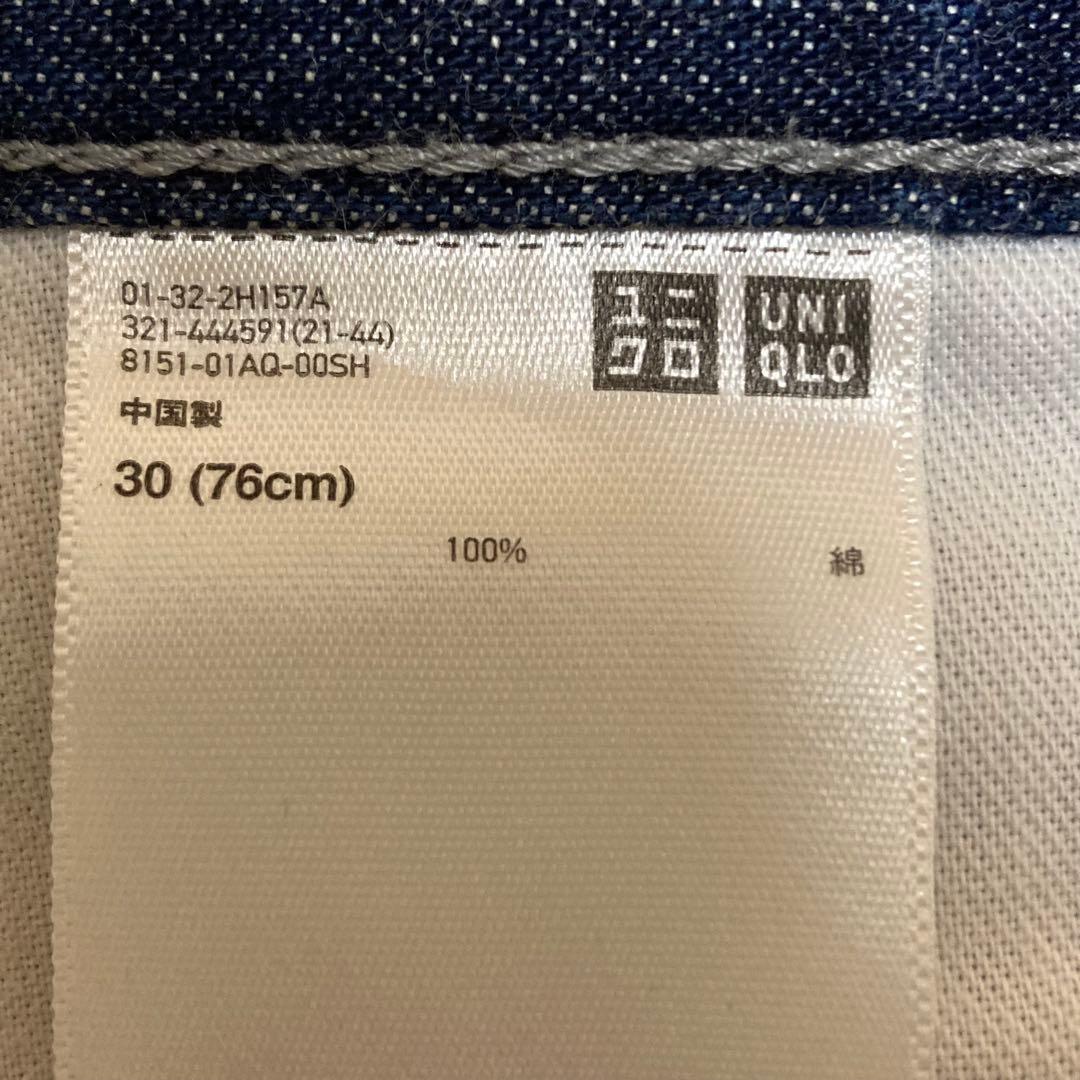 01-32-2H157A
321-444591(21-44)
8151-01AQ-00SH
中国製
30 (76cm)
100% 綿
ユニ
クロ
UNI
QLO